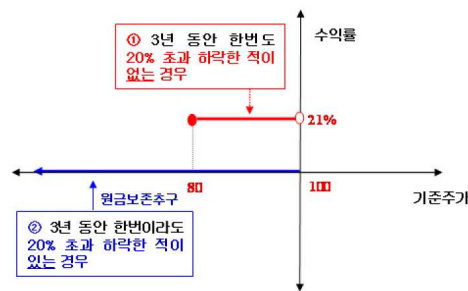 ① 3년 동안 한번도
20% 초과 하락한 적이
없는 경우
수익률
21%
80
100
기준주가
원금보존추구
② 3년 동안 한번이라도
20% 초과 하락한 적이
있는 경우